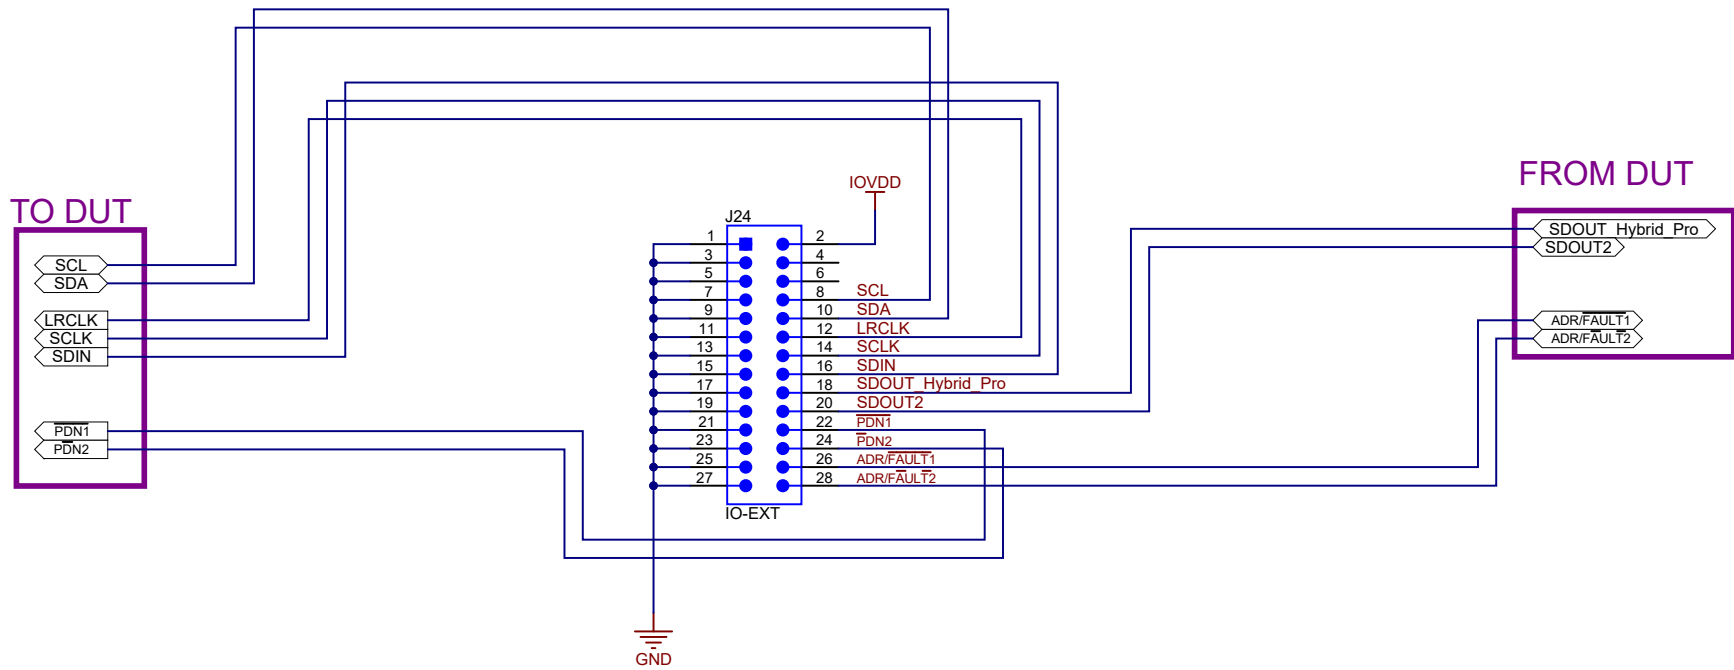 TO DUT
SCL
SDA
LRCLK
SCLK
SDIN
PDN1
PDN2
IOVDD
J24
1 2
3 4
5 6
7 8 SCL
9 10 SDA
11 12 LRCLK
13 14 SCLK
15 16 SDIN
17 18 SDOUT_Hybrid_Pro
19 20 SDOUT2
21 22 PDN1
23 24 PDN2
25 26 ADR/FAULT1
27 28 ADR/FAULT2
IO-EXT
GND
FROM DUT
SDOUT_Hybrid_Pro
SDOUT2
ADR/FAULT1
ADR/FAULT2